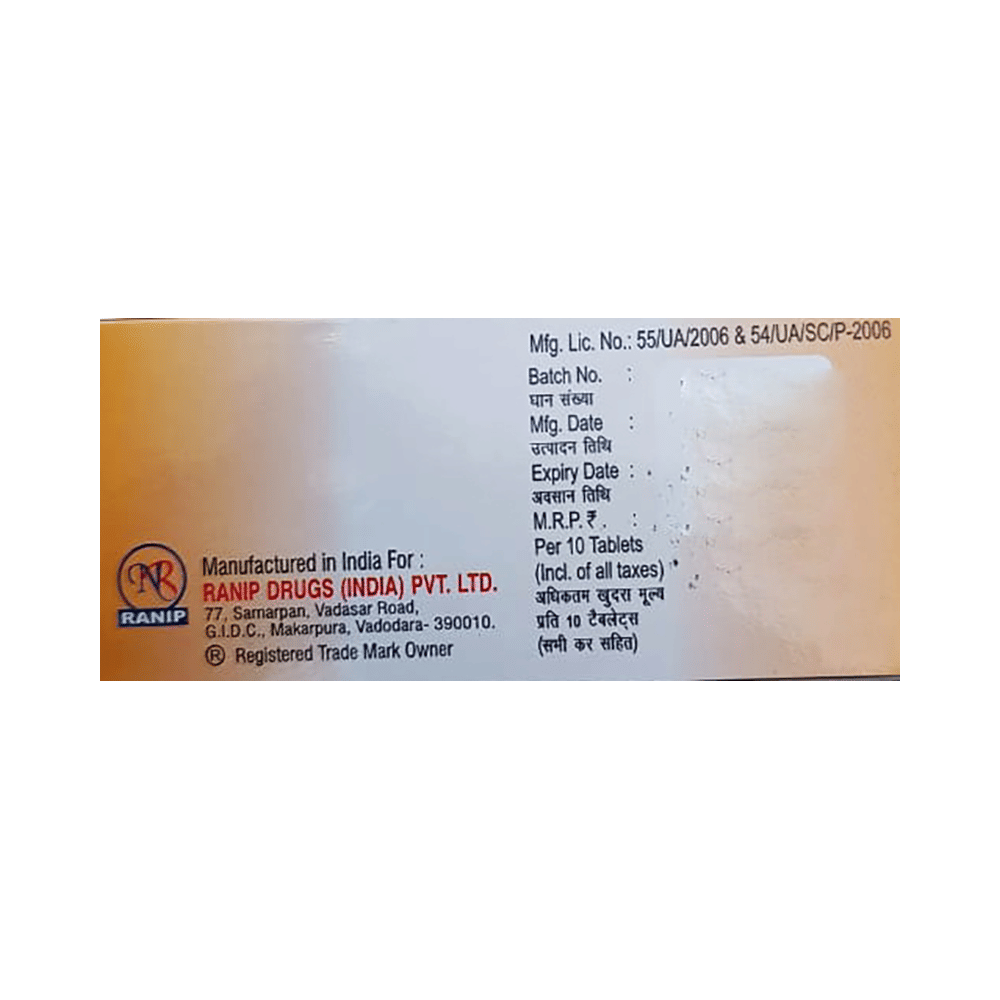 Mfg. Lic. No.: 55/UA/2006 & 54/UA/SC/P-2006
Batch No. :
घान संख्या
Mfg. Date :
उत्पादन तिथि
Expiry Date :
अवसान तिथि
M.R.P. ₹ . :
Per 10 Tablets
(Incl. of all taxes)
अधिकतम खुदरा मूल्य
प्रति 10 टैबलेट्स
(सभी कर सहित)
NR
RANIP
Manufactured in India For :
RANIP DRUGS (INDIA) PVT. LTD.
77, Samarpan, Vadasar Road,
G.I.D.C., Makarpura, Vadodara- 390010.
® Registered Trade Mark Owner